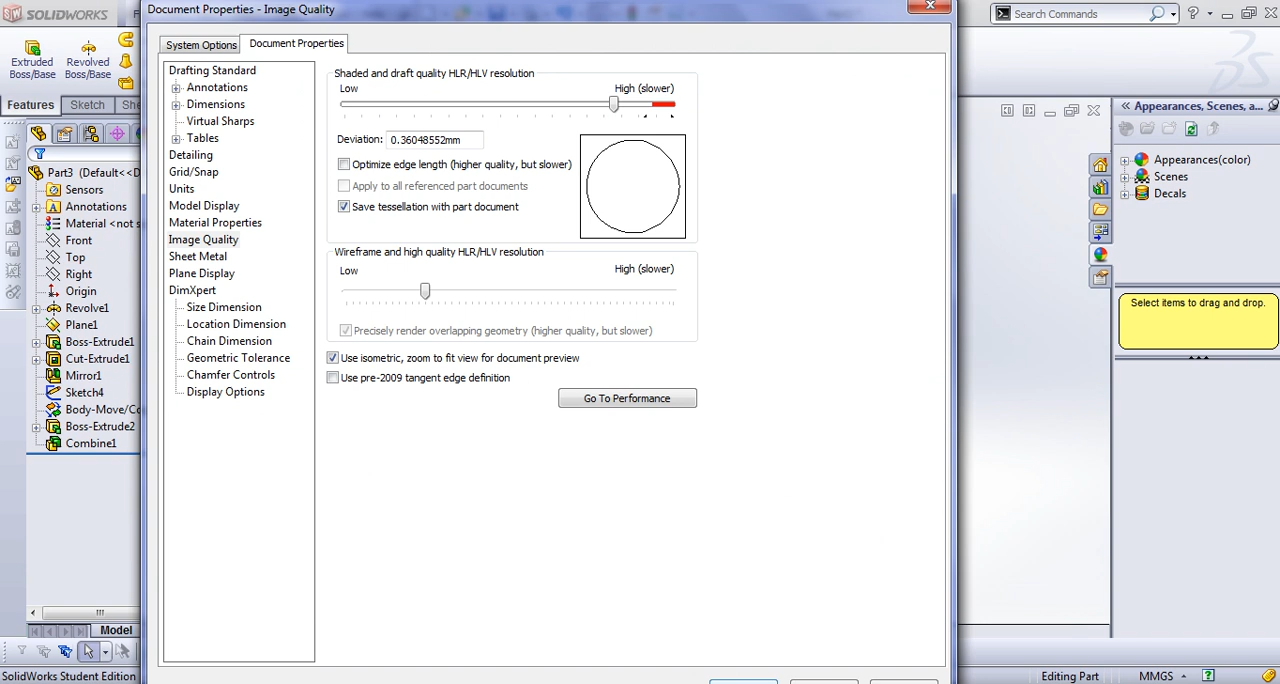 SOLIDWORKS
Document Properties - Image Quality
Search Commands
Extruded Boss/Base
Revolved Boss/Base
Features
Sketch
She
System Options
Document Properties
Drafting Standard
Annotations
Dimensions
Virtual Sharps
Tables
Detailing
Grid/Snap
Units
Model Display
Material Properties
Image Quality
Sheet Metal
Plane Display
DimXpert
Size Dimension
Location Dimension
Chain Dimension
Geometric Tolerance
Chamfer Controls
Display Options
Shaded and draft quality HLR/HLV resolution
Low
High (slower)
Deviation:
0.36048552mm
Optimize edge length (higher quality, but slower)
Apply to all referenced part documents
Save tessellation with part document
Wireframe and high quality HLR/HLV resolution
Low
High (slower)
Precisely render overlapping geometry (higher quality, but slower)
Use isometric, zoom to fit view for document preview
Use pre-2009 tangent edge definition
Go To Performance
Part3 (Default<<D
Sensors
Annotations
Material <not s
Front
Top
Right
Origin
Revolve1
Plane1
Boss-Extrude1
Cut-Extrude1
Mirror1
Sketch4
Body-Move/Co
Boss-Extrude2
Combine1
Model
SolidWorks Student Edition
Appearances, Scenes, a...
Appearances(color)
Scenes
Decals
Select items to drag and drop.
Editing Part
MMGS